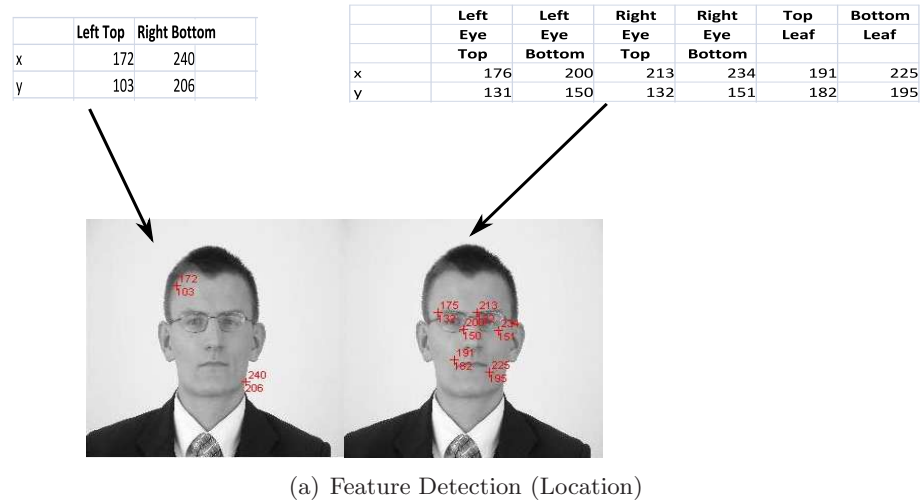 Left Top Right Bottom
x 172 240
y 103 206
Left Left Right Right Top Bottom
Eye Eye Eye Eye Leaf Leaf
Top Bottom Top Bottom
x 176 200 213 234 191 225
y 131 150 132 151 182 195
172
103
240
206
175
132
213
200
150
151
191
182
225
195
(a) Feature Detection (Location)